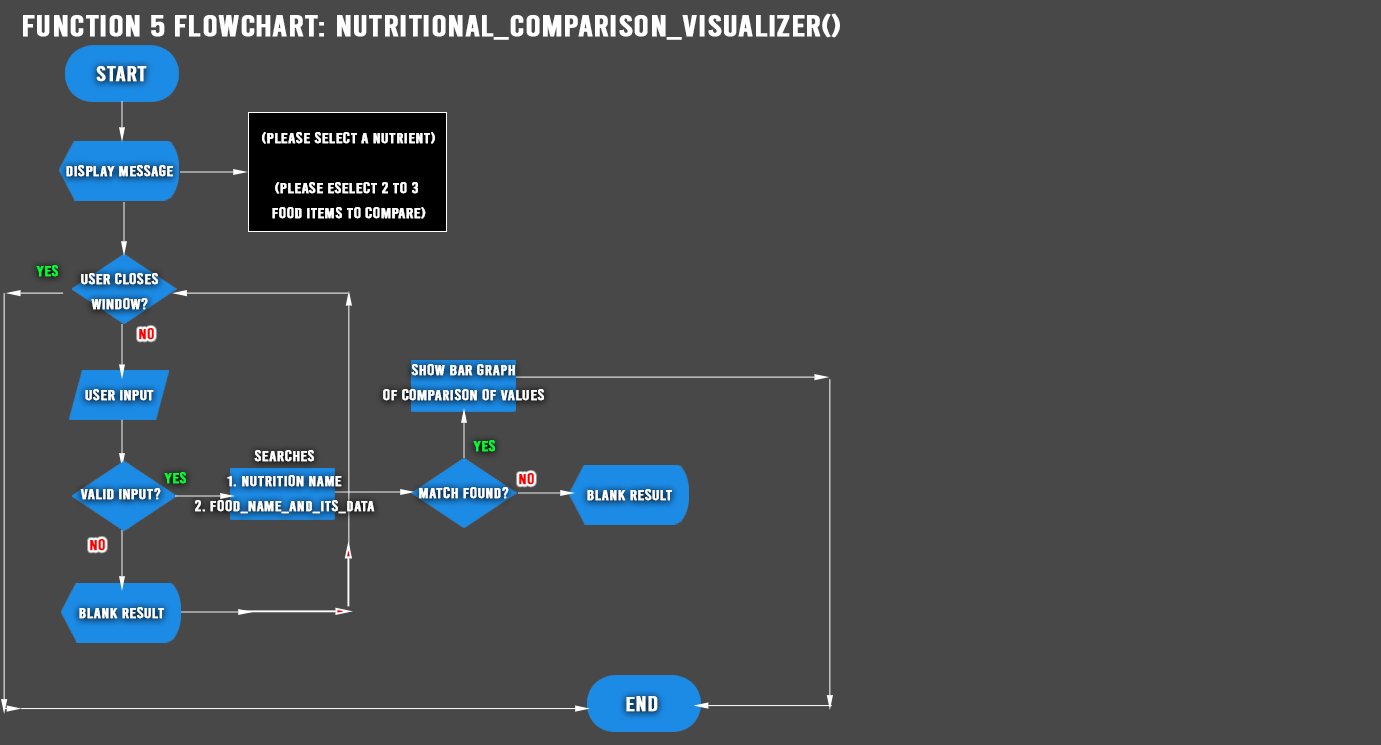 FUNCTION 5 FLOWCHART: NUTRITIONAL_COMPARISON_VISUALIZER()
START
DISPLAY MESSAGE
(PLEASE SELECT A NUTRIENT)
(PLEASE ESELECT 2 TO 3
FOOD ITEMS TO COMPARE)
YES
USER CLOSES
WINDOW?
NO
USER INPUT
SHOW BAR GRAPH
OF COMPARISON OF VALUES
YES
VALID INPUT?
YES
SEARCHES
1. NUTRITION NAME
2. FOOD_NAME_AND_ITS_DATA
MATCH FOUND?
NO
BLANK RESULT
NO
BLANK RESULT
END